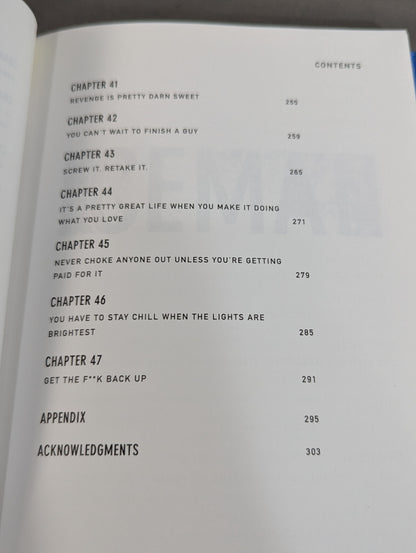 CONTENTS
CHAPTER 41
REVENGE IS PRETTY DARN SWEET 255
CHAPTER 42
YOU CAN'T WAIT TO FINISH A GUY 259
CHAPTER 43
SCREW IT. RETAKE IT. 265
CHAPTER 44
IT'S A PRETTY GREAT LIFE WHEN YOU MAKE IT DOING
WHAT YOU LOVE 271
CHAPTER 45
NEVER CHOKE ANYONE OUT UNLESS YOU'RE GETTING
PAID FOR IT 279
CHAPTER 46
YOU HAVE TO STAY CHILL WHEN THE LIGHTS ARE
BRIGHTEST 285
CHAPTER 47
GET THE F**K BACK UP 291
APPENDIX 295
ACKNOWLEDGMENTS 303